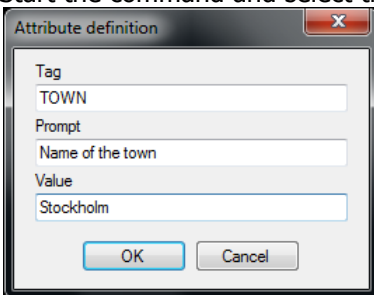 Start the command and select t
Attribute definition
Tag
TOWN
Prompt
Name of the town
Value
Stockholm
OK Cancel